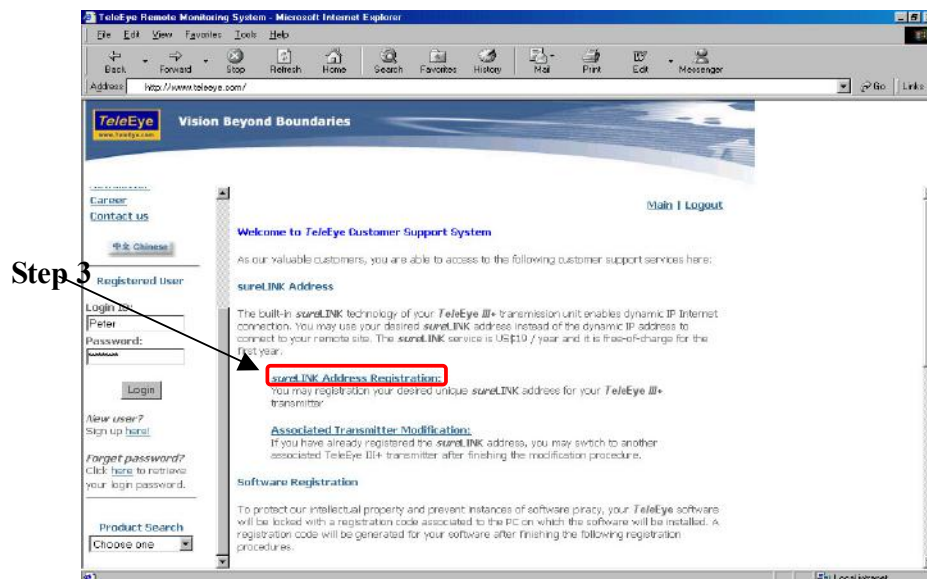 TeleEye Remote Monitoring System - Microsoft Internet Explorer
File Edit View Favorites Tools Help
Back Forward Stop Refresh Home Search Favorites History Mail Print Edit Messenger
Address http://www.teleeye.com/ Go Links
TeleEye
www.TeleEye.com
Vision Beyond Boundaries
Career
Contact us
中文 Chinese
Step 3
Registered User
Login ID:
Peter
Password:
Login
New user?
Sign up here!
Forget password?
Click here to retrieve
your login password.
Product Search
Choose one
Main | Logout
Welcome to TeleEye Customer Support System
As our valuable customers, you are able to access to the following customer support services here:
sureLINK Address
The built-in sureLINK technology of your TeleEye III+ transmission unit enables dynamic IP Internet
connection. You may use your desired sureLINK address instead of the dynamic IP address to
connect to your remote site. The sureLINK service is US$10 / year and it is free-of-charge for the
first year.
sureLINK Address Registration:
You may registration your desired unique sureLINK address for your TeleEye III+
transmitter
Associated Transmitter Modification:
If you have already registered the sureLINK address, you may swtich to another
associated TeleEye III+ transmitter after finishing the modification procedure.
Software Registration
To protect our intellectual property and prevent instances of software piracy, your TeleEye software
will be locked with a registration code associated to the PC on which the software will be installed. A
registration code will be generated for your software after finishing the following registration
procedures.
Local intranet